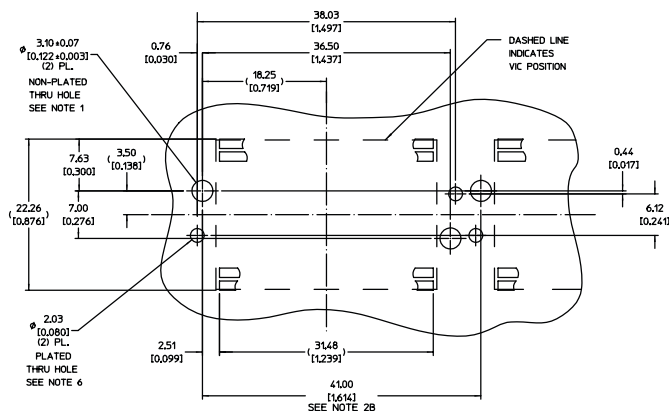 38.03
[1.497]
ø 3.10±0.07
[0.122±0.003]
(2) PL.
NON-PLATED
THRU HOLE
SEE NOTE 1
0.76
[0.030]
36.50
[1.437]
DASHED LINE
INDICATES
VIC POSITION
( 18.25
[0.719] )
7.63
[0.300]
( 3.50
[0.138] )
0.44
[0.017]
( 22.26
[0.876] )
7.00
[0.276]
6.12
[0.241]
ø 2.03
[0.080]
(2) PL.
PLATED
THRU HOLE
SEE NOTE 6
2.51
[0.099]
( 31.48
[1.239] )
41.00
[1.614]
SEE NOTE 2B